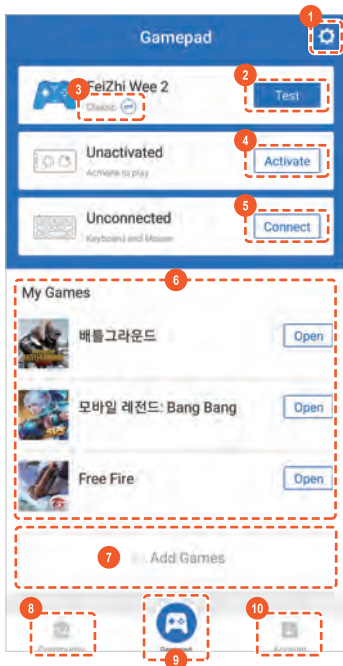 1
Gamepad
FeiZhi Wee 2
2
Test
3
Classic
Unactivated
Activate to play
4
Activate
Unconnected
Keyboard and Mouse
5
Connect
6
My Games
배틀그라운드
Open
모바일 레전드: Bang Bang
Open
Free Fire
Open
7
Add Games
8
10
Gamepad
9